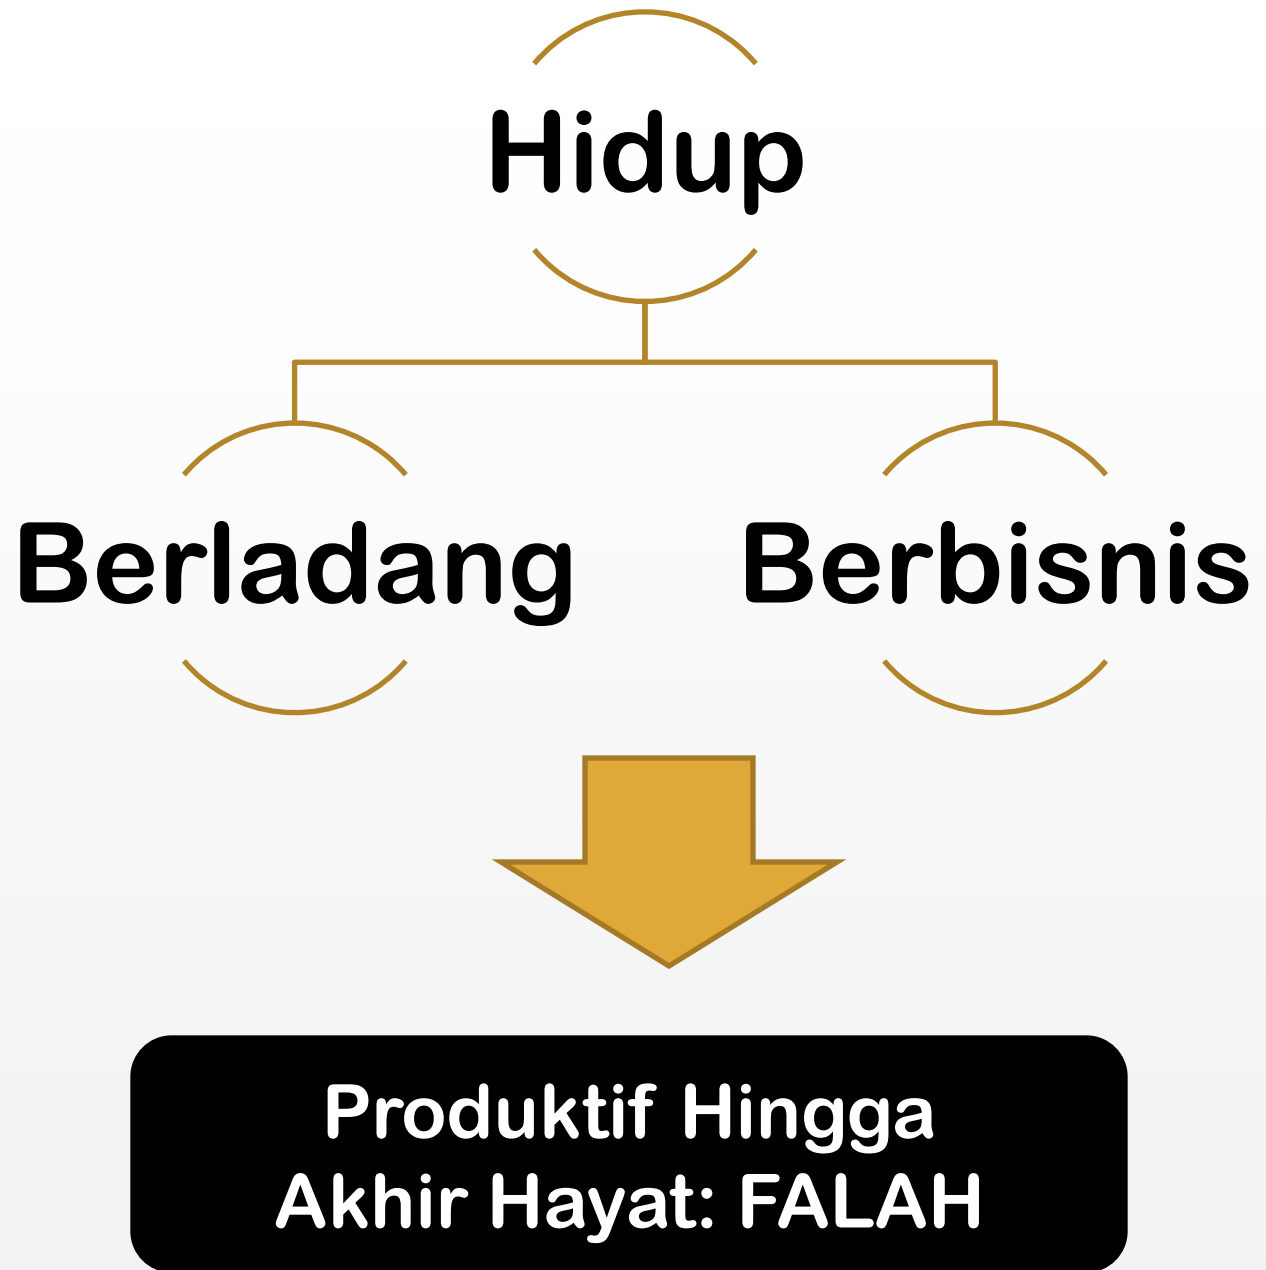 Hidup
Berladang
Berbisnis
Produktif Hingga
Akhir Hayat: FALAH